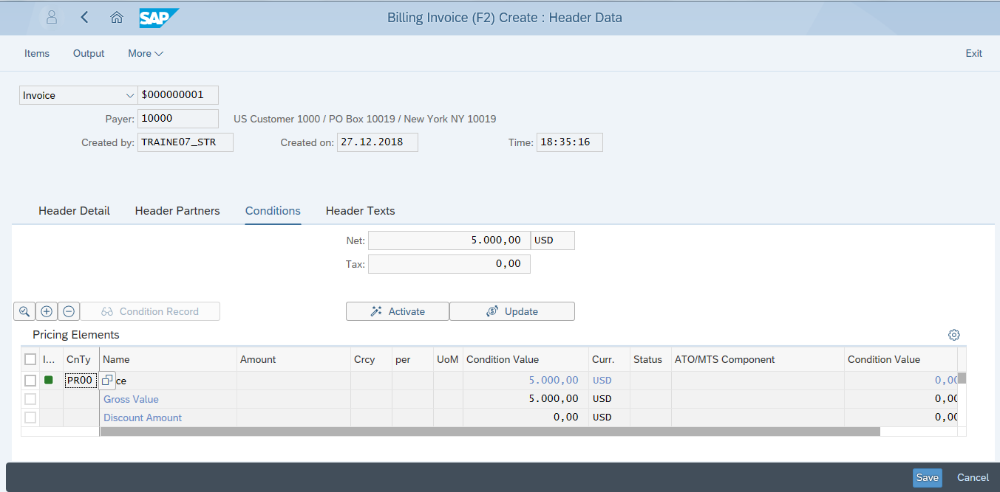 SAP
Billing Invoice (F2) Create : Header Data
Items Output More Exit
Invoice $000000001
Payer: 10000 US Customer 1000 / PO Box 10019 / New York NY 10019
Created by: TRAINE07_STR Created on: 27.12.2018 Time: 18:35:16
Header Detail Header Partners Conditions Header Texts
Net: 5.000,00 USD
Tax: 0,00
Condition Record Activate Update
Pricing Elements
I... CnTy Name Amount Crcy per UoM Condition Value Curr. Status ATO/MTS Component Condition Value
PR00 ce 5.000,00 USD 0,00
Gross Value 5.000,00 USD 0,00
Discount Amount 0,00 USD 0,00
Save Cancel